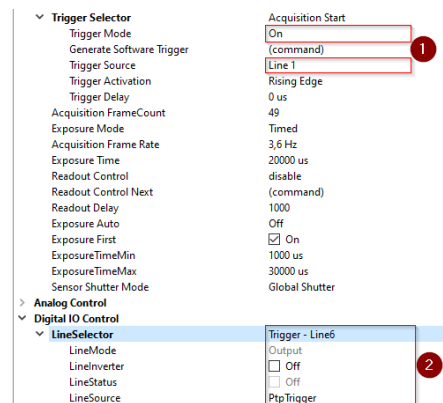 Trigger Selector Acquisition Start
Trigger Mode On
Generate Software Trigger (command)
1
Trigger Source Line 1
Trigger Activation Rising Edge
Trigger Delay 0 us
Acquisition FrameCount 49
Exposure Mode Timed
Acquisition Frame Rate 3,6 Hz
Exposure Time 20000 us
Readout Control disable
Readout Control Next (command)
Readout Delay 1000
Exposure Auto Off
Exposure First On
ExposureTimeMin 1000 us
ExposureTimeMax 30000 us
Sensor Shutter Mode Global Shutter
Analog Control
Digital IO Control
LineSelector Trigger - Line6
LineMode Output
LineInverter Off
2
LineStatus Off
LineSource PtpTrigger